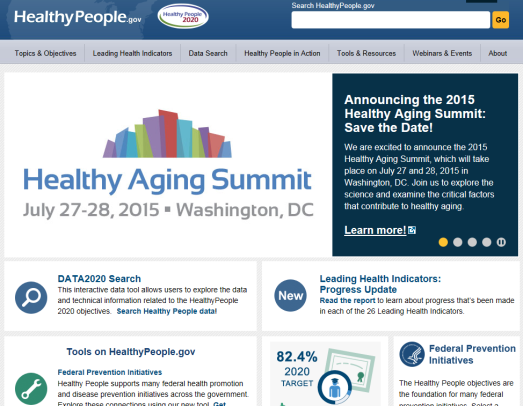 HealthyPeople.gov
Healthy People
2020
Search HealthyPeople.gov
Go
Topics & Objectives
Leading Health Indicators
Data Search
Healthy People in Action
Tools & Resources
Webinars & Events
About
Healthy Aging Summit
July 27-28, 2015 ▪ Washington, DC
Announcing the 2015
Healthy Aging Summit:
Save the Date!
We are excited to announce the 2015
Healthy Aging Summit, which will take
place on July 27 and 28, 2015 in
Washington, DC. Join us to explore the
science and examine the critical factors
that contribute to healthy aging.
Learn more!
DATA2020 Search
This interactive data tool allows users to explore the data
and technical information related to the HealthyPeople
2020 objectives. Search Healthy People data!
New
Leading Health Indicators:
Progress Update
Read the report to learn about progress that's been made
in each of the 26 Leading Health Indicators.
Tools on HealthyPeople.gov
Federal Prevention Initiatives
Healthy People supports many federal health promotion
and disease prevention initiatives across the government.
Explore these connections using our new tool. Get
82.4%
2020
TARGET
Federal Prevention
Initiatives
The Healthy People objectives are
the foundation for many federal
prevention initiatives. Select a